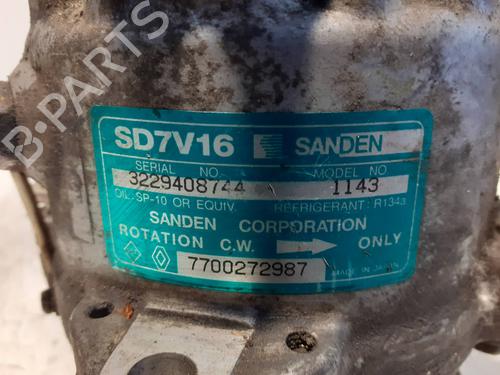 B-PARTS
SD7V16 SANDEN
SERIAL NO. MODEL NO
3229408744 1143
OIL:SP-10 OR EQUIV. REFRIGERANT:R134a
SANDEN CORPORATION
ROTATION C.W. ONLY
7700272987
MADE IN JAPAN